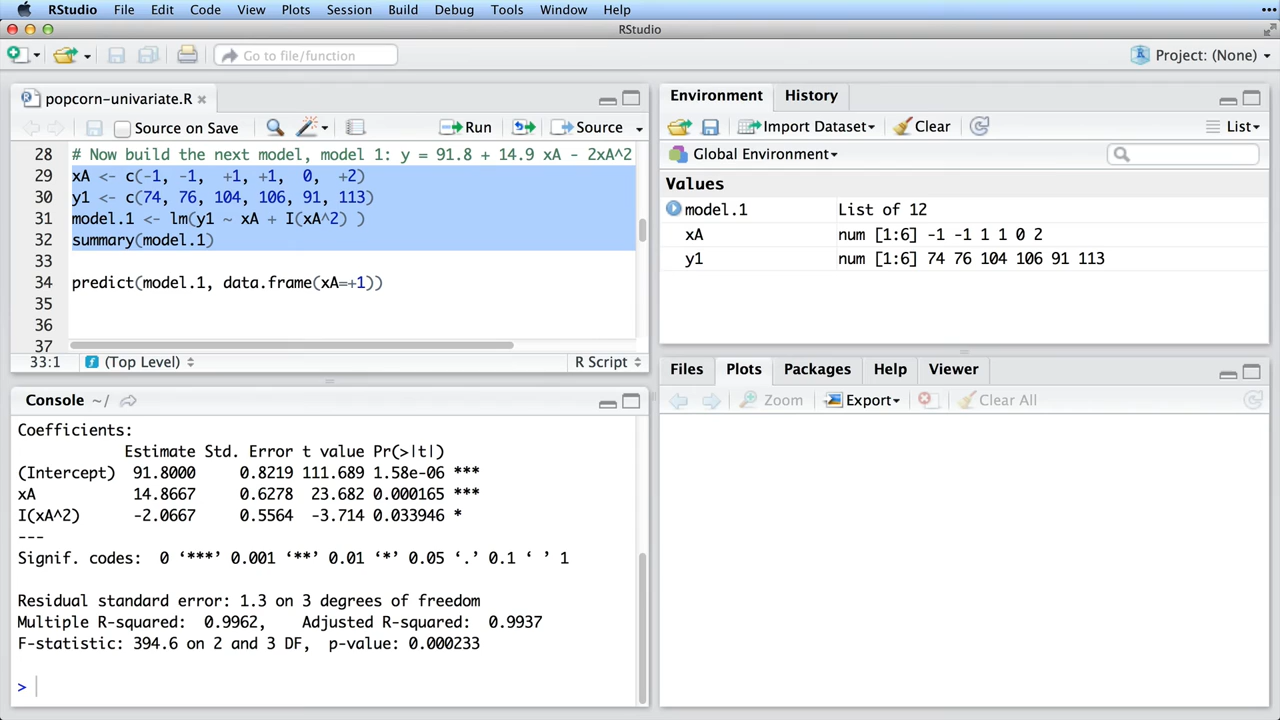 RStudio File Edit Code View Plots Session Build Debug Tools Window Help
RStudio
Go to file/function
Project: (None)
popcorn-univariate.R
Source on Save
Run
Source
28 # Now build the next model, model 1: y = 91.8 + 14.9 xA - 2xA^2
29 xA <- c(-1, -1,  +1, +1,  0,  +2)
30 y1 <- c(74, 76, 104, 106, 91, 113)
31 model.1 <- lm(y1 ~ xA + I(xA^2) )
32 summary(model.1)
33
34 predict(model.1, data.frame(xA=+1))
35
36
37
33:1 (Top Level) R Script
Console ~/
Coefficients:
            Estimate Std. Error t value Pr(>|t|)
(Intercept)  91.8000     0.8219 111.689 1.58e-06 ***
xA           14.8667     0.6278  23.682 0.000165 ***
I(xA^2)      -2.0667     0.5564  -3.714 0.033946 *
---
Signif. codes:  0 ‘***’ 0.001 ‘**’ 0.01 ‘*’ 0.05 ‘.’ 0.1 ‘ ’ 1
Residual standard error: 1.3 on 3 degrees of freedom
Multiple R-squared:  0.9962,    Adjusted R-squared:  0.9937
F-statistic: 394.6 on 2 and 3 DF,  p-value: 0.000233
>
Environment History
Import Dataset Clear List
Global Environment
Values
model.1 List of 12
xA num [1:6] -1 -1 1 1 0 2
y1 num [1:6] 74 76 104 106 91 113
Files Plots Packages Help Viewer
Zoom Export Clear All